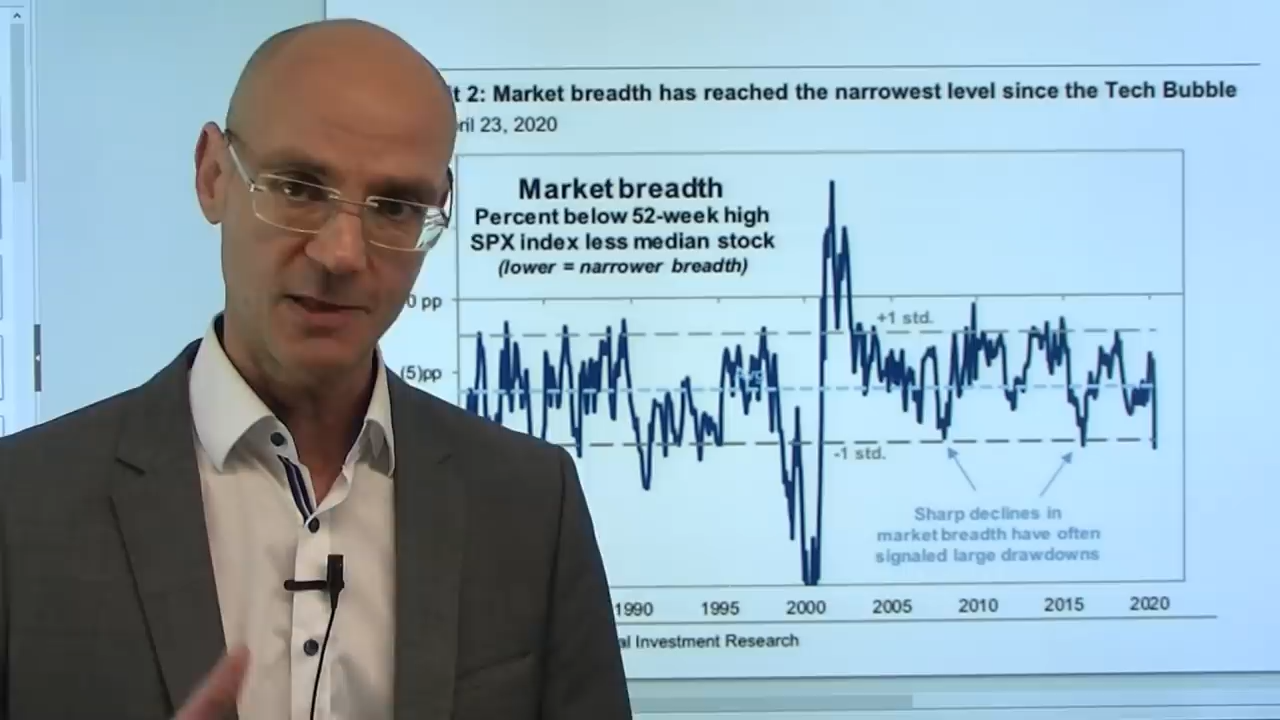 t 2: Market breadth has reached the narrowest level since the Tech Bubble
ril 23, 2020
Market breadth
Percent below 52-week high
SPX index less median stock
(lower = narrower breadth)
0 pp
+1 std.
(5)pp
Avg
-1 std.
Sharp declines in
market breadth have often
signaled large drawdowns
1990 1995 2000 2005 2010 2015 2020
al Investment Research